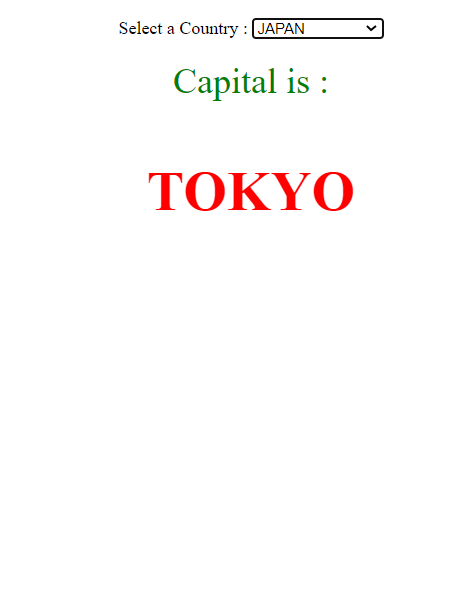 Select a Country : JAPAN
Capital is :
TOKYO